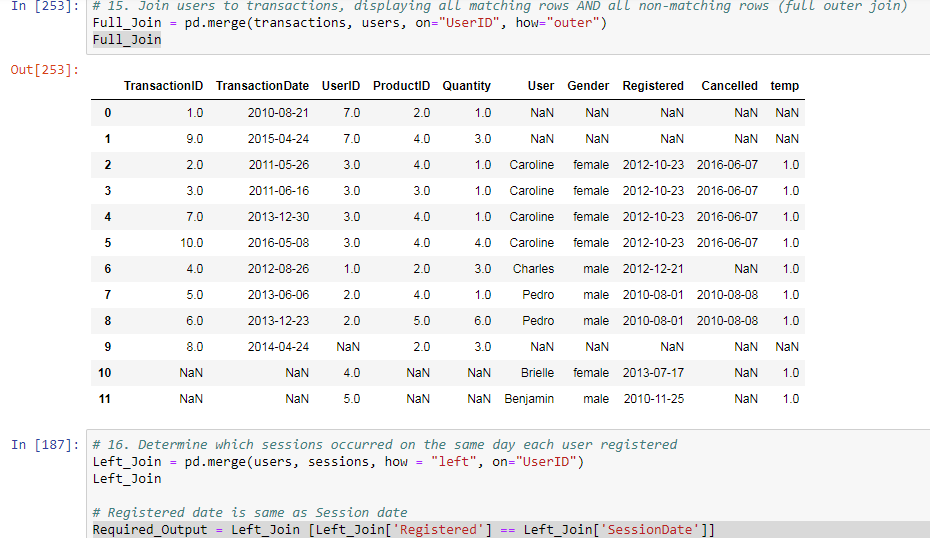 In [253]: # 15. Join users to transactions, displaying all matching rows AND all non-matching rows (full outer join)
Full_Join = pd.merge(transactions, users, on="UserID", how="outer")
Full_Join
Out[253]:
TransactionID TransactionDate UserID ProductID Quantity User Gender Registered Cancelled temp
0 1.0 2010-08-21 7.0 2.0 1.0 NaN NaN NaN NaN NaN
1 9.0 2015-04-24 7.0 4.0 3.0 NaN NaN NaN NaN NaN
2 2.0 2011-05-26 3.0 4.0 1.0 Caroline female 2012-10-23 2016-06-07 1.0
3 3.0 2011-06-16 3.0 3.0 1.0 Caroline female 2012-10-23 2016-06-07 1.0
4 7.0 2013-12-30 3.0 4.0 1.0 Caroline female 2012-10-23 2016-06-07 1.0
5 10.0 2016-05-08 3.0 4.0 4.0 Caroline female 2012-10-23 2016-06-07 1.0
6 4.0 2012-08-26 1.0 2.0 3.0 Charles male 2012-12-21 NaN 1.0
7 5.0 2013-06-06 2.0 4.0 1.0 Pedro male 2010-08-01 2010-08-08 1.0
8 6.0 2013-12-23 2.0 5.0 6.0 Pedro male 2010-08-01 2010-08-08 1.0
9 8.0 2014-04-24 NaN 2.0 3.0 NaN NaN NaN NaN NaN
10 NaN NaN 4.0 NaN NaN Brielle female 2013-07-17 NaN 1.0
11 NaN NaN 5.0 NaN NaN Benjamin male 2010-11-25 NaN 1.0
In [187]: # 16. Determine which sessions occurred on the same day each user registered
Left_Join = pd.merge(users, sessions, how = "left", on="UserID")
Left_Join
# Registered date is same as Session date
Required_Output = Left_Join [Left_Join['Registered'] == Left_Join['SessionDate']]